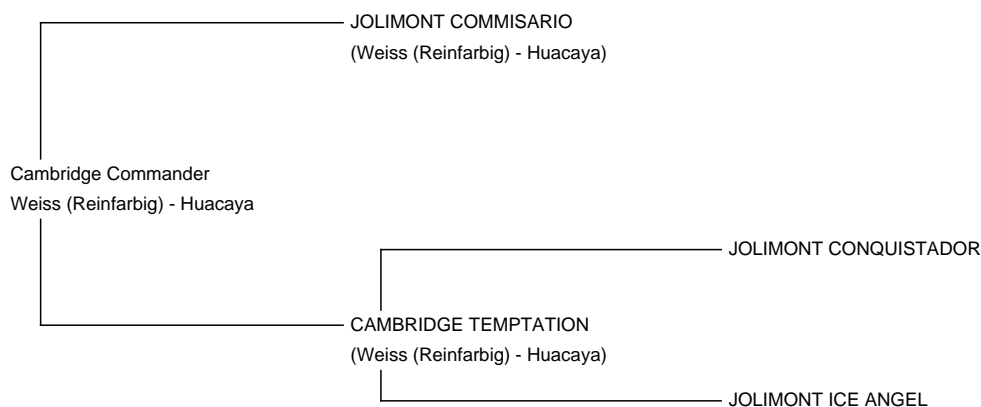 JOLIMONT COMMISARIO
(Weiss (Reinfarbig) - Huacaya)
Cambridge Commander
Weiss (Reinfarbig) - Huacaya
JOLIMONT CONQUISTADOR
CAMBRIDGE TEMPTATION
(Weiss (Reinfarbig) - Huacaya)
JOLIMONT ICE ANGEL